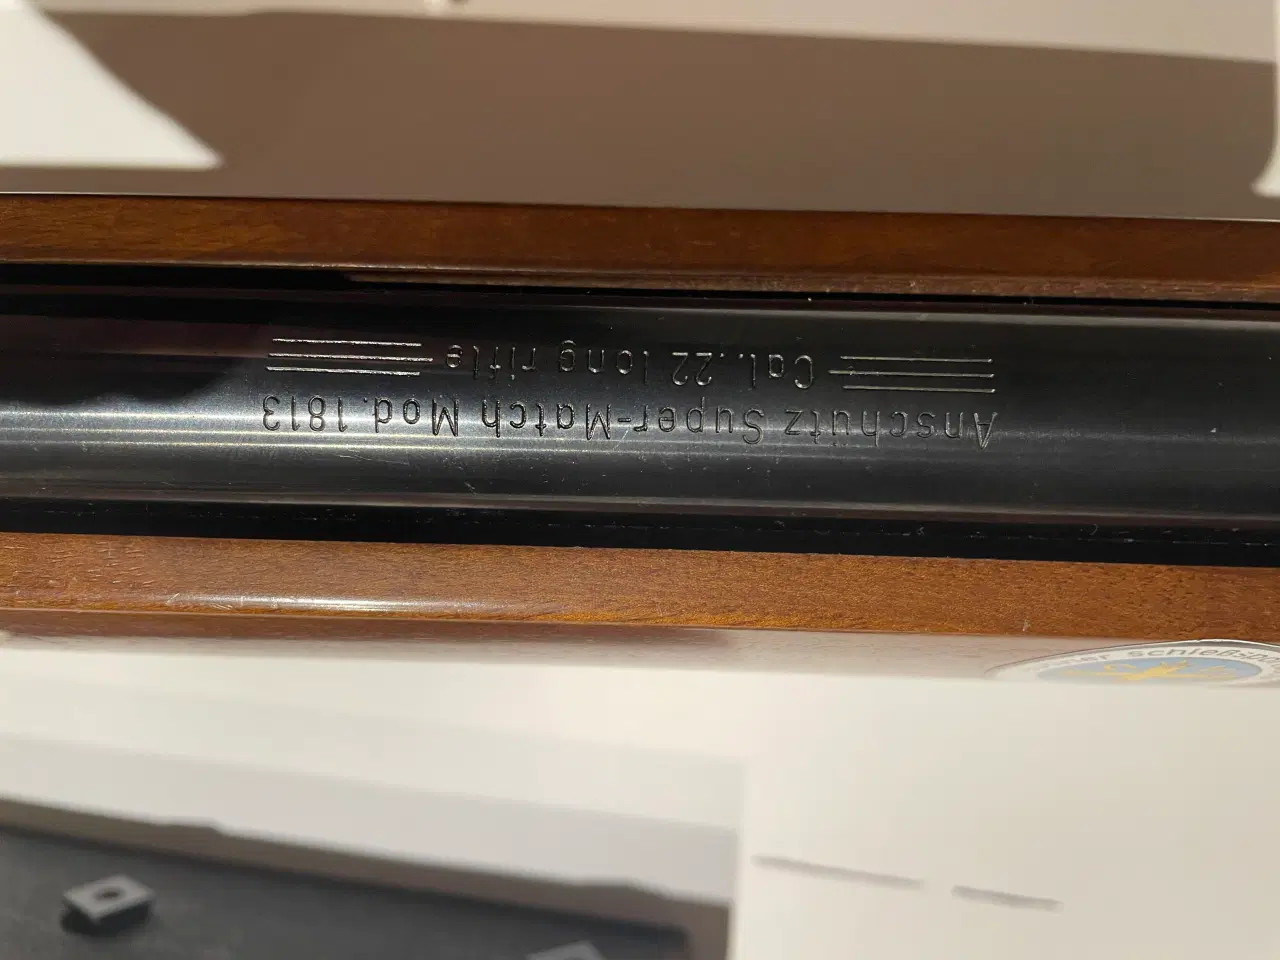 Anschütz Super-Match Mod. 1813
Cal. .22 long rifle